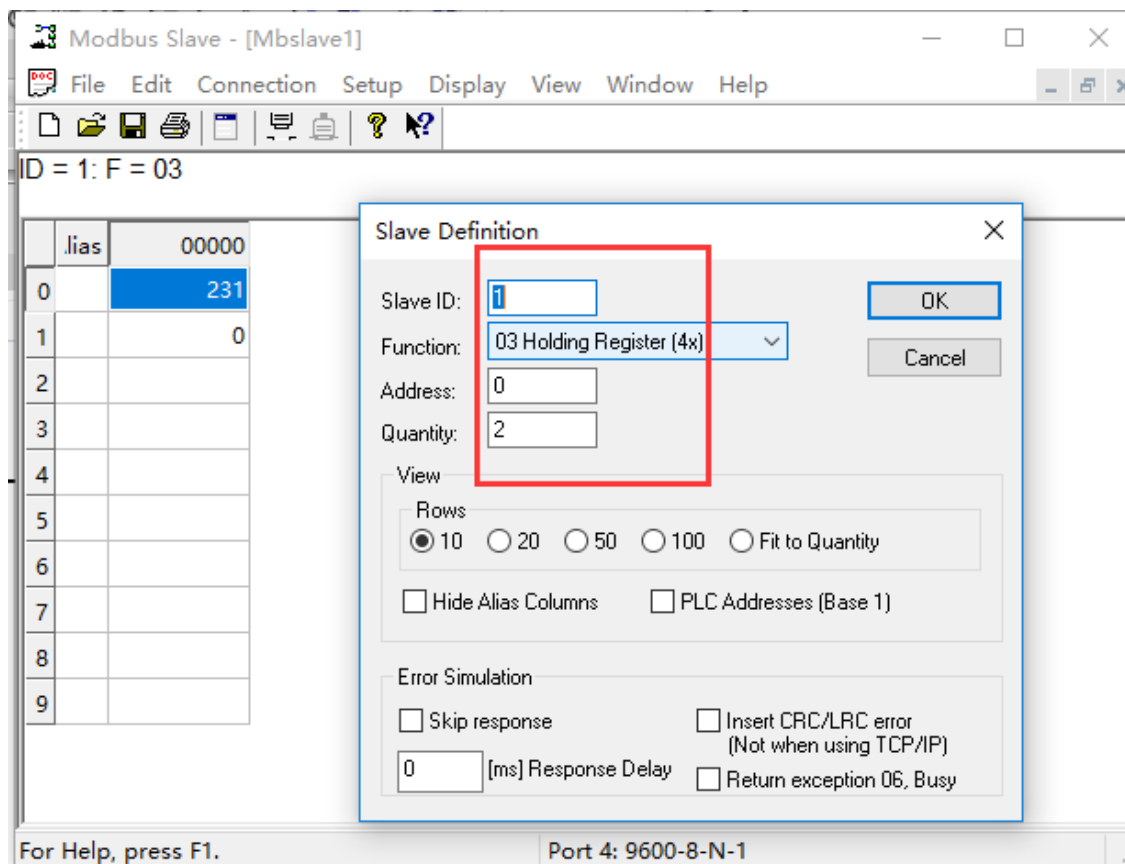 Modbus Slave - [Mbslave1]
File Edit Connection Setup Display View Window Help
ID = 1: F = 03
lias 00000
0 231
1 0
2
3
4
5
6
7
8
9
Slave Definition
Slave ID: 1
OK
Function: 03 Holding Register (4x)
Cancel
Address: 0
Quantity: 2
View
Rows
10 20 50 100 Fit to Quantity
Hide Alias Columns PLC Addresses (Base 1)
Error Simulation
Skip response
Insert CRC/LRC error
(Not when using TCP/IP)
0 [ms] Response Delay
Return exception 06, Busy
For Help, press F1. Port 4: 9600-8-N-1